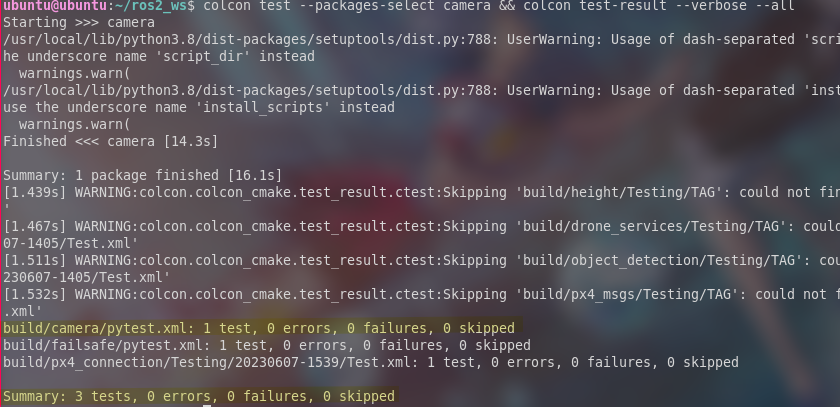 ubuntu@ubuntu:~/ros2_ws$ colcon test --packages-select camera && colcon test-result --verbose --all
Starting >>> camera
/usr/local/lib/python3.8/dist-packages/setuptools/dist.py:788: UserWarning: Usage of dash-separated 'scri
he underscore name 'script_dir' instead
  warnings.warn(
/usr/local/lib/python3.8/dist-packages/setuptools/dist.py:788: UserWarning: Usage of dash-separated 'inst
use the underscore name 'install_scripts' instead
  warnings.warn(
Finished <<< camera [14.3s]

Summary: 1 package finished [16.1s]
[1.439s] WARNING:colcon.colcon_cmake.test_result.ctest:Skipping 'build/height/Testing/TAG': could not fin
'
[1.467s] WARNING:colcon.colcon_cmake.test_result.ctest:Skipping 'build/drone_services/Testing/TAG': could
07-1405/Test.xml'
[1.511s] WARNING:colcon.colcon_cmake.test_result.ctest:Skipping 'build/object_detection/Testing/TAG': cou
230607-1405/Test.xml'
[1.532s] WARNING:colcon.colcon_cmake.test_result.ctest:Skipping 'build/px4_msgs/Testing/TAG': could not f
.xml'
build/camera/pytest.xml: 1 test, 0 errors, 0 failures, 0 skipped
build/failsafe/pytest.xml: 1 test, 0 errors, 0 failures, 0 skipped
build/px4_connection/Testing/20230607-1539/Test.xml: 1 test, 0 errors, 0 failures, 0 skipped

Summary: 3 tests, 0 errors, 0 failures, 0 skipped